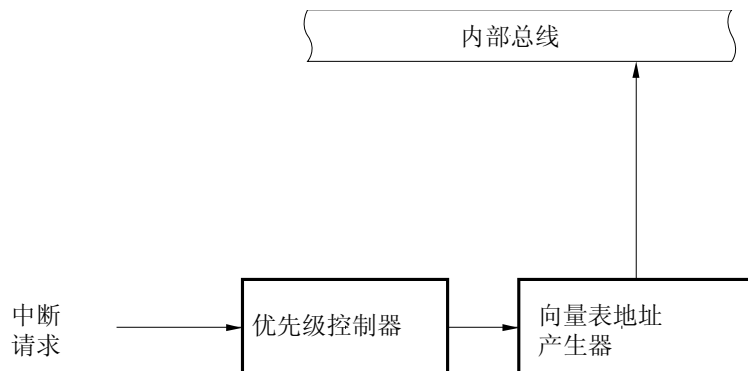 内部总线
中断
请求
优先级控制器
向量表地址
产生器